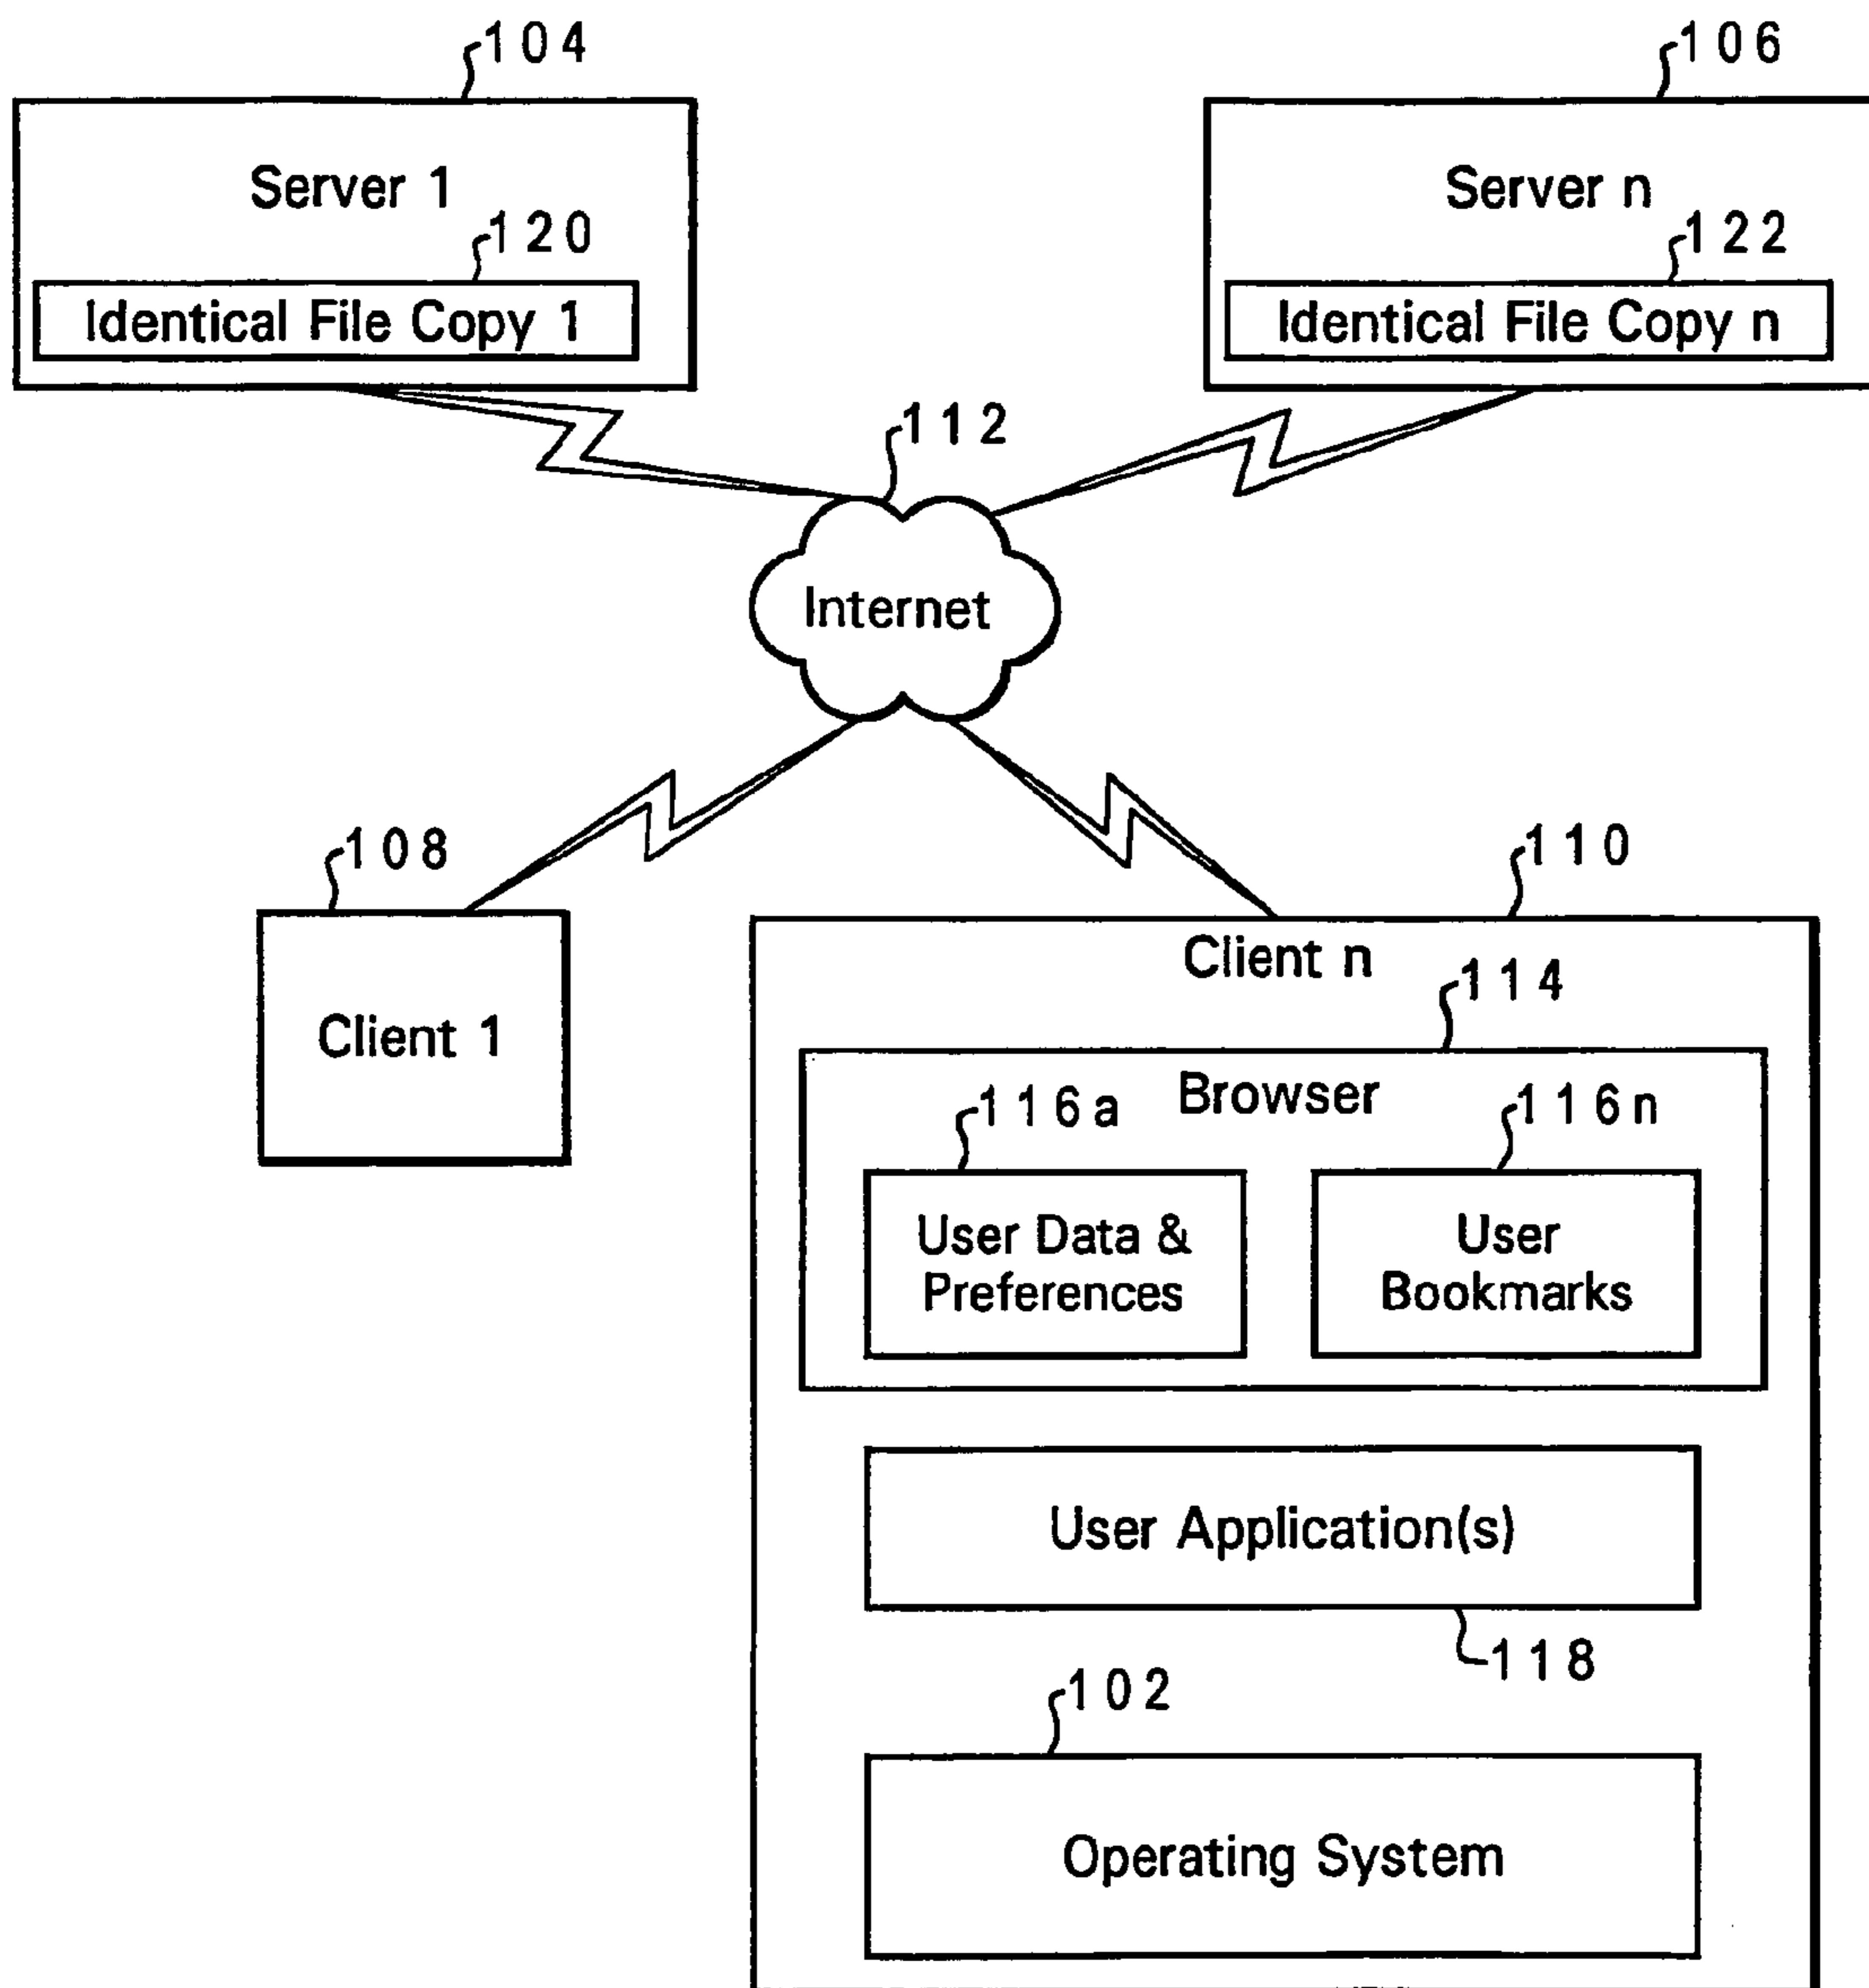 104
106
Server 1
Server n
120
122
Identical File Copy 1
Identical File Copy n
112
Internet
108
110
Client 1
Client n
114
Browser
116a
116n
User Data &
Preferences
User
Bookmarks
User Application(s)
118
102
Operating System